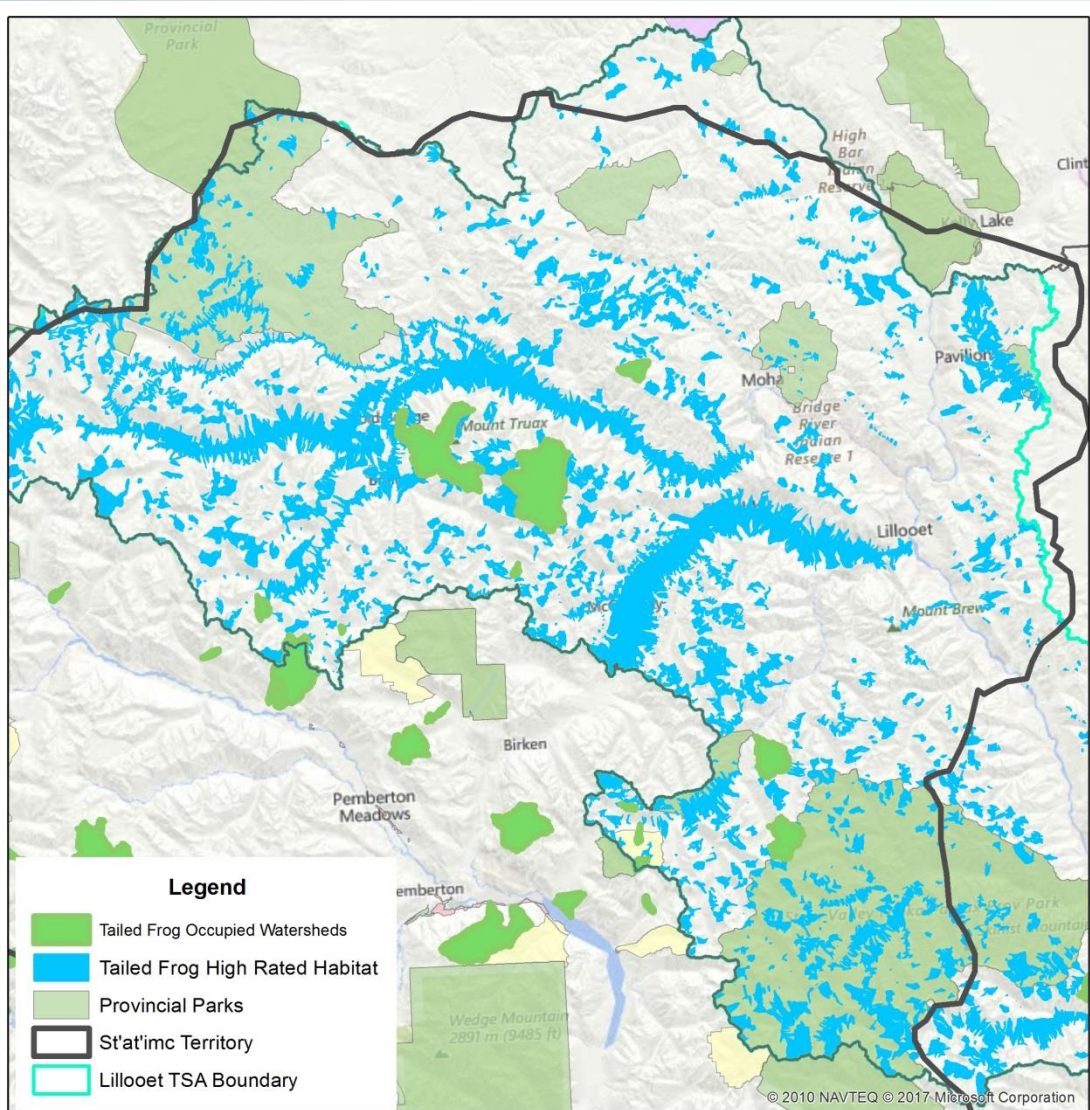 Provincial
Park
High
Bar
Indian
Reserve
Clint
Kelly Lake
Pavilion
Moha
Bridge
River
Indian
Reserve 1
Mount Truax
Lillooet
Mount Brew
Birken
Pemberton
Meadows
emberton
Wedge Mountain
2891 m (9485 ft)
Legend
Tailed Frog Occupied Watersheds
Tailed Frog High Rated Habitat
Provincial Parks
St'at'imc Territory
Lillooet TSA Boundary
© 2010 NAVTEQ © 2017 Microsoft Corporation